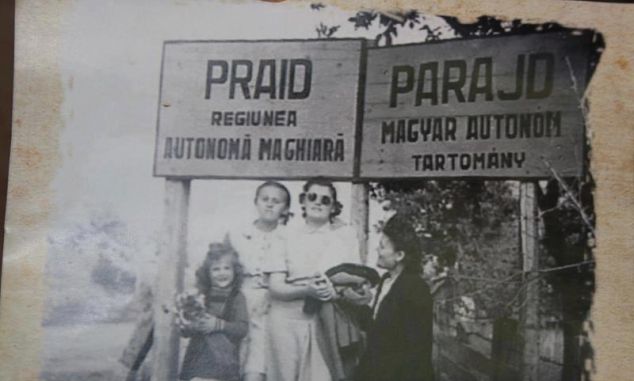 PRAID
REGIUNEA
AUTONOMĂ MAGHIARĂ
PARAJD
MAGYAR AUTONOM
TARTOMÁNY